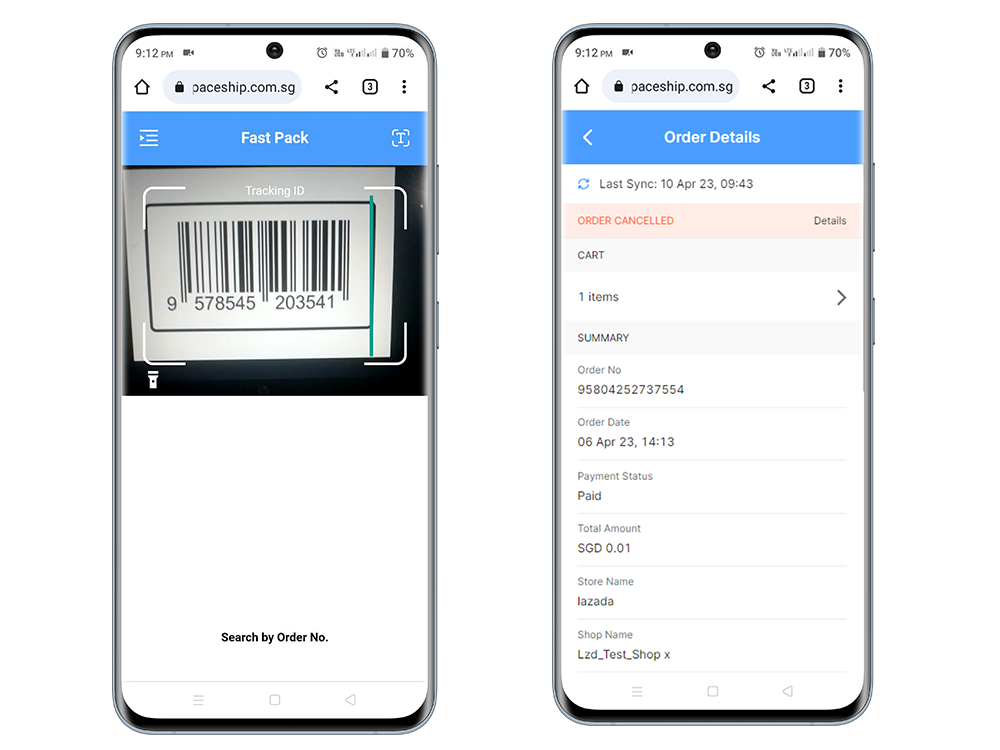 9:12 PM
70%
paceship.com.sg
3
Fast Pack
T
Tracking ID
9 578545 203541
Search by Order No.
9:12 PM
70%
paceship.com.sg
3
Order Details
Last Sync: 10 Apr 23, 09:43
ORDER CANCELLED Details
CART
1 items
SUMMARY
Order No
95804252737554
Order Date
06 Apr 23, 14:13
Payment Status
Paid
Total Amount
SGD 0.01
Store Name
lazada
Shop Name
Lzd_Test_Shop x